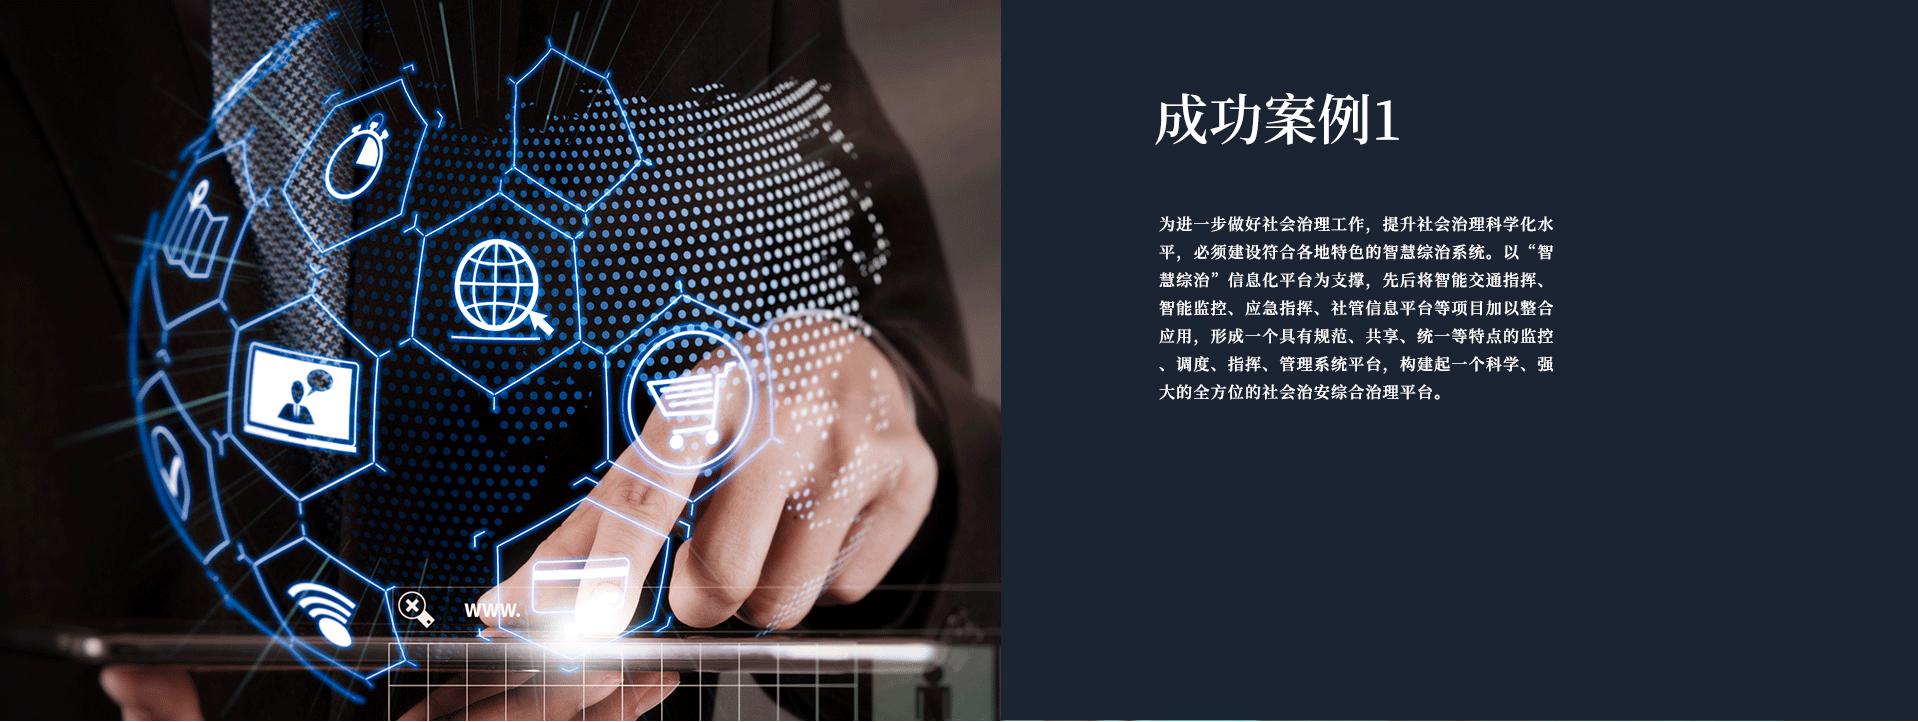 成功案例1
为进一步做好社会治理工作，提升社会治理科学化水
平，必须建设符合各地特色的智慧综治系统。以“智
慧综治”信息化平台为支撑，先后将智能交通指挥、
智能监控、应急指挥、社管信息平台等项目加以整合
应用，形成一个具有规范、共享、统一等特点的监控
、调度、指挥、管理系统平台，构建起一个科学、强
大的全方位的社会治安综合治理平台。
www.